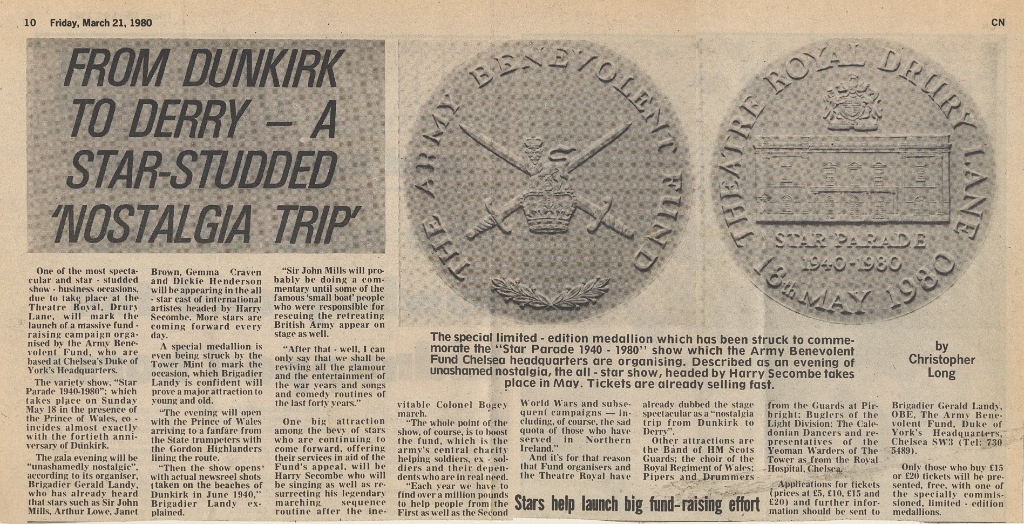 10 Friday, March 21, 1980
CN
FROM DUNKIRK
TO DERRY — A
STAR-STUDDED
'NOSTALGIA TRIP'
One of the most specta-
cular and star - studded
show - business occasions,
due to take place at the
Theatre Royal, Drury
Lane, will mark the
launch of a massive fund -
raising campaign orga-
nised by the Army Bene-
volent Fund, who are
based at Chelsea's Duke of
York's Headquarters.
The variety show, "Star
Parade 1940-1980"; which
takes place on Sunday
May 18 in the presence of
the Prince of Wales, co -
incides almost exactly
with the fortieth anni-
versary of Dunkirk.
The gala evening will be
"unashamedly nostalgic",
according to its organiser,
Brigadier Gerald Landy,
who has already heard
that stars such as Sir John
Mills, Arthur Lowe, Janet
Brown, Gemma Craven
and Dickie Henderson
will be appearing in the all
- star cast of international
artistes headed by Harry
Secombe. More stars are
coming forward every
day.
A special medallion is
even being struck by the
Tower Mint to mark the
occasion, which Brigadier
Landy is confident will
prove a major attraction to
young and old.
"The evening will open
with the Prince of Wales
arriving to a fanfare from
the State trumpeters with
the Gordon Highlanders
lining the route.
"Then the show opens
with actual newsreel shots
(taken on the beaches of
Dunkirk in June 1940,"
Brigadier Landy ex-
plained.
"Sir John Mills will pro-
bably be doing a com-
mentary until some of the
famous 'small boat' people
who were responsible for
rescuing the retreating
British Army appear on
stage as well.
"After that - well, I can
only say that we shall be
reviving all the glamour
and the entertainment of
the war years and songs
and comedy routines of
the last forty years."
One big attraction
among the bevy of stars
who are continuing to
come forward, offering
their services in aid of the
Fund's appeal, will be
Harry Secombe who will
be singing as well as re-
surrecting his legendary
marching sequence
routine after the ine-
THE ARMY BENEVOLENT FUND
THEATRE ROYAL DRURY LANE
STAR PARADE
1940-1980
18th MAY 1980
The special limited - edition medallion which has been struck to comme-
morate the "Star Parade 1940 - 1980" show which the Army Benevolent
Fund Chelsea headquarters are organising. Described as an evening of
unashamed nostalgia, the all - star show, headed by Harry Secombe takes
place in May. Tickets are already selling fast.
by
Christopher
Long
vitable Colonel Bogey
march.
"The whole point of the
show, of course, is to boost
the fund, which is the
army's central charity
helping soldiers, ex - sol-
diers and their depen-
dents who are in real need.
"Each year we have to
find over a million pounds
to help people from the
First as well as the Second
World Wars and subse-
quent campaigns — in-
cluding, of course, the sad
quota of those who have
served in Northern
Ireland."
And it's for that reason
that Fund organisers and
the Theatre Royal have
already dubbed the stage
spectacular as a "nostalgia
trip from Dunkirk to
Derry".
Other attractions are
the Band of HM Scots
Guards; the choir of the
Royal Regiment of Wales;
Pipers and Drummers
from the Guards at Pir-
bright; Buglers of the
Light Division; The Cale-
donian Dancers and re-
presentatives of the
Yeoman Warders of The
Tower as from the Royal
Hospital, Chelsea.
Applications for tickets
(prices at £5, £10, £15 and
£20) and further infor-
mation should be sent to
Brigadier Gerald Landy,
OBE, The Army Bene-
volent Fund, Duke of
York's Headquarters,
Chelsea SW3 (Tel: 730
5489).
Only those who buy £15
or £20 tickets will be pre-
sented, free, with one of
the specially commis-
sioned, limited - edition
medallions.
Stars help launch big fund-raising effort